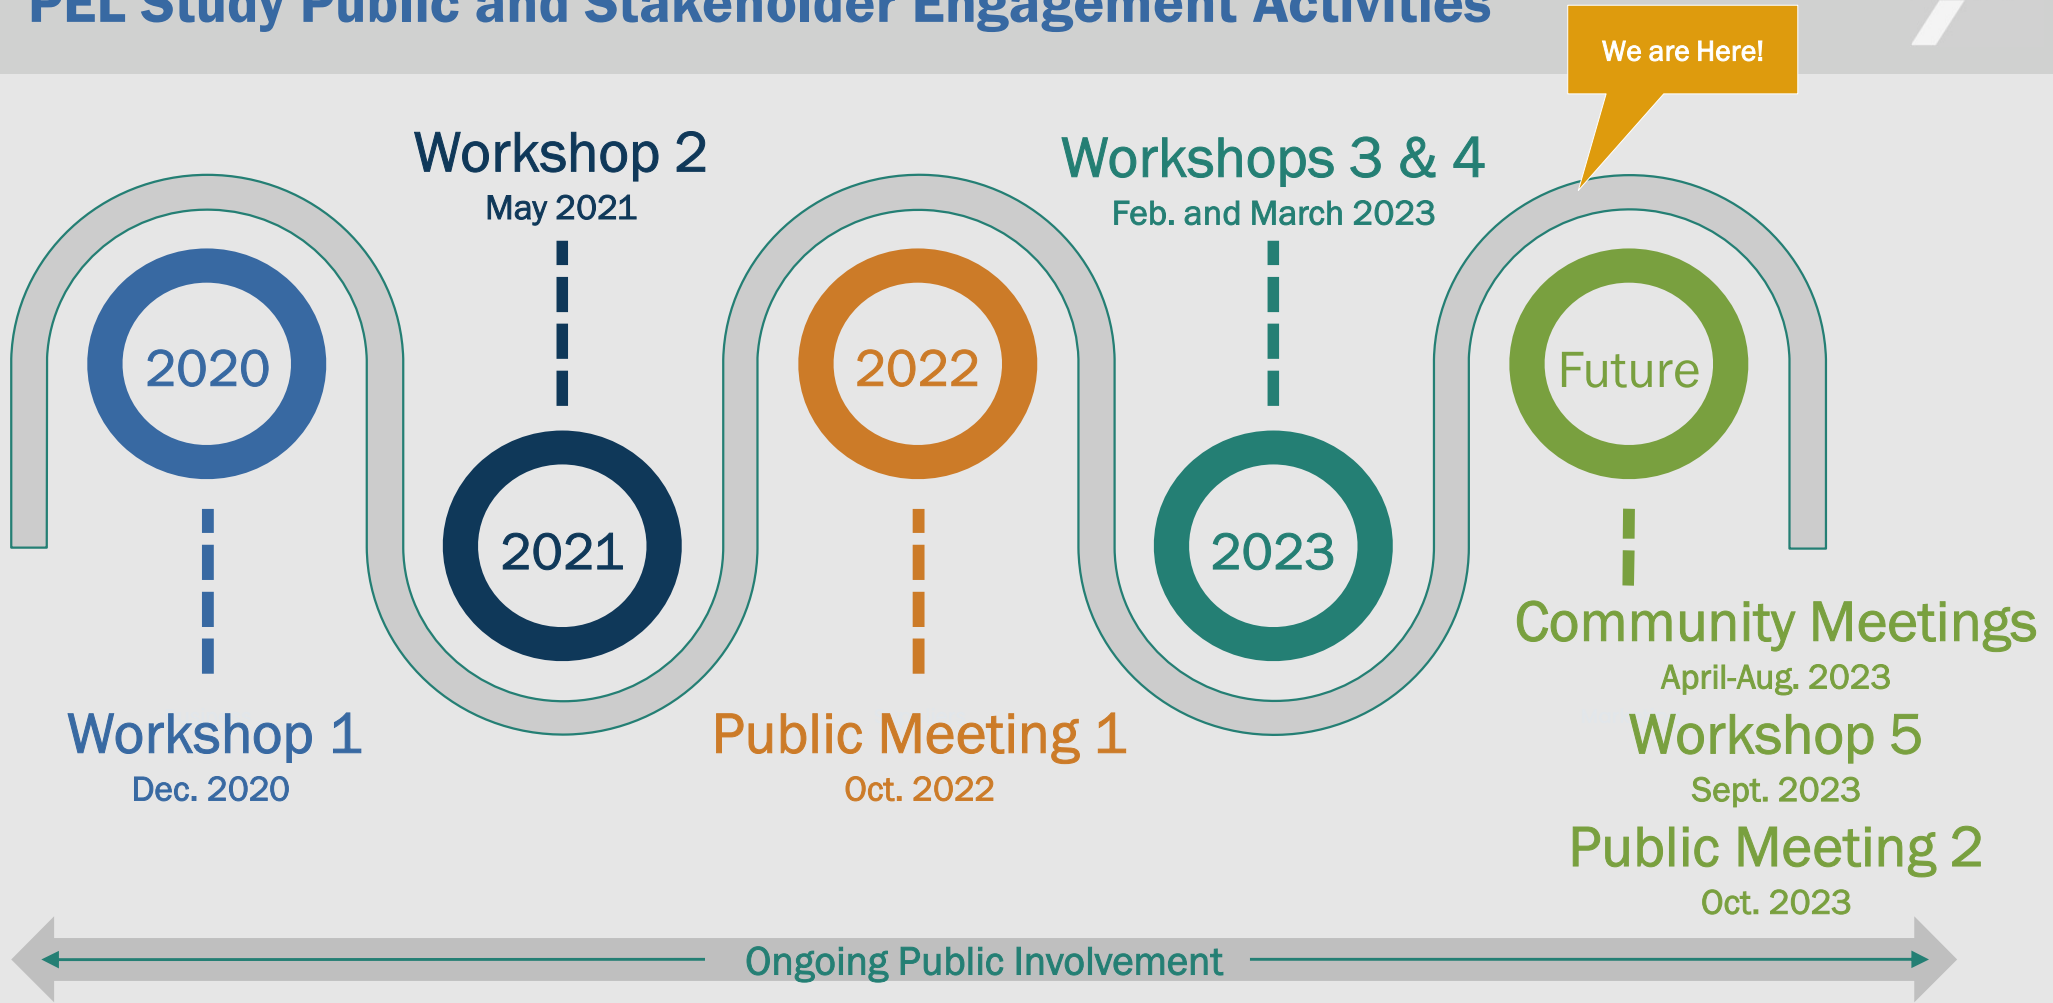 PEL Study Public and Stakeholder Engagement Activities
We are Here!
Workshop 2
May 2021
Workshops 3 & 4
Feb. and March 2023
2020
2022
Future
2021
2023
Workshop 1
Dec. 2020
Public Meeting 1
Oct. 2022
Community Meetings
April-Aug. 2023
Workshop 5
Sept. 2023
Public Meeting 2
Oct. 2023
Ongoing Public Involvement